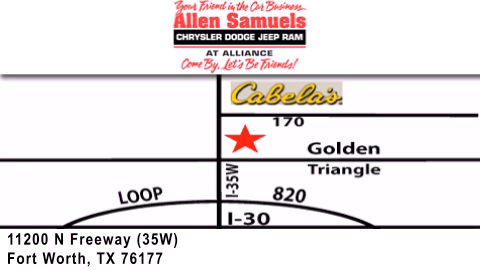 Your Friend in the Car Business
Allen Samuels
CHRYSLER DODGE JEEP RAM
AT ALLIANCE
Come By, Let's Be Friends!
Cabela's
170
Golden
Triangle
I-35W
LOOP 820
I-30
11200 N Freeway (35W)
Fort Worth, TX 76177